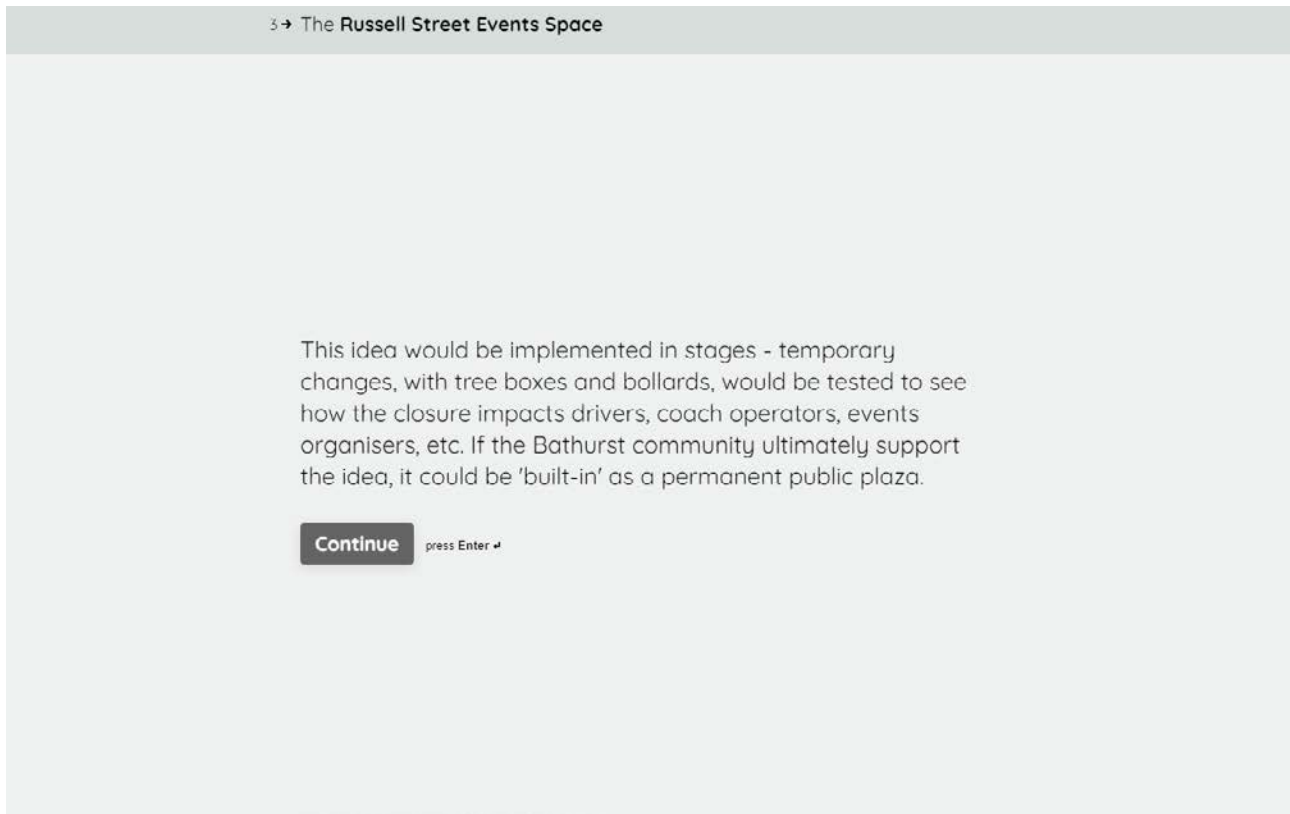 3→ The Russell Street Events Space
This idea would be implemented in stages - temporary
changes, with tree boxes and bollards, would be tested to see
how the closure impacts drivers, coach operators, events
organisers, etc. If the Bathurst community ultimately support
the idea, it could be 'built-in' as a permanent public plaza.
Continue press Enter ↵